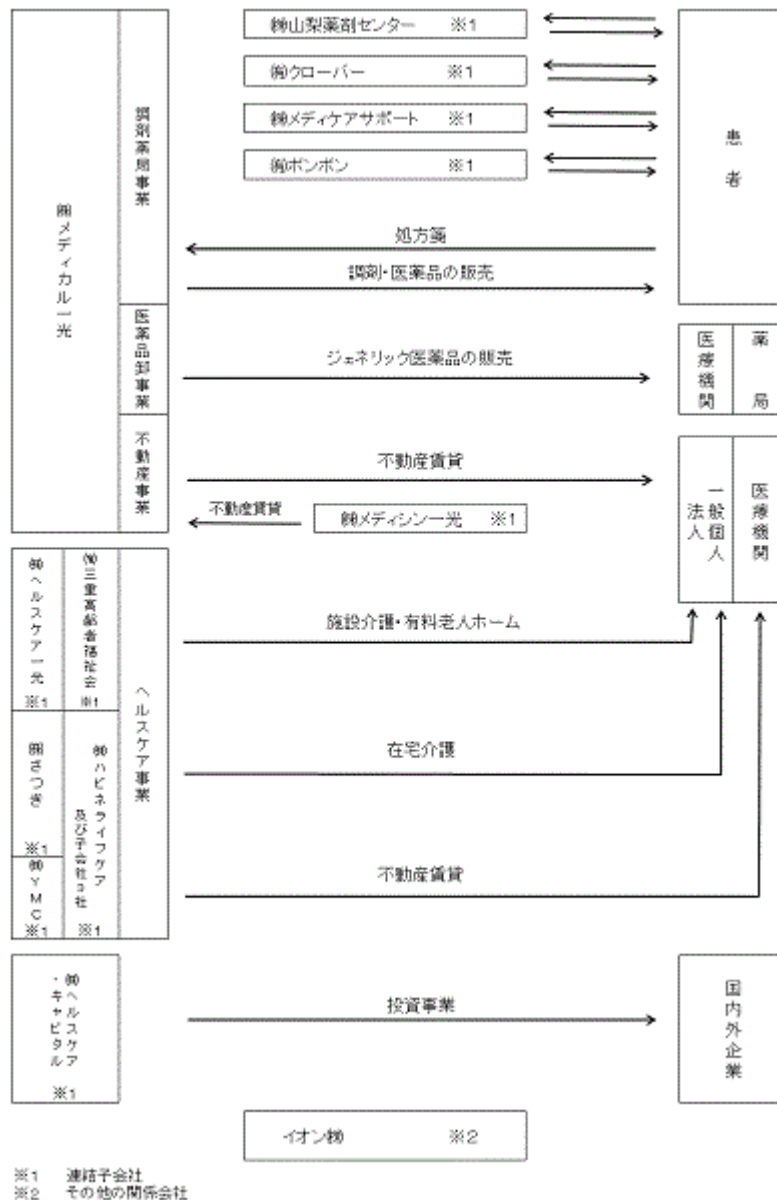 ㈱山梨薬剤センター ※1
㈲クローバー ※1
㈱メディケアサポート ※1
㈲ボンボン ※1
患者
㈱メディカル一光
調剤薬局事業
処方箋
調剤・医薬品の販売
医薬品卸事業
ジェネリック医薬品の販売
医療機関
薬局
不動産事業
不動産賃貸
不動産賃貸
㈱メディシン一光 ※1
法人
一般個人
医療機関
㈱ヘルスケア一光 ※1
㈲三重高齢者福祉会 ※1
ヘルスケア事業
施設介護・有料老人ホーム
㈱さつき ※1
㈱ハピネライフケア
及び子会社3社 ※1
在宅介護
㈱YMC ※1
不動産賃貸
㈱ヘルスケア
・キャピタル ※1
投資事業
国内外企業
イオン㈱ ※2
※1 連結子会社
※2 その他の関係会社